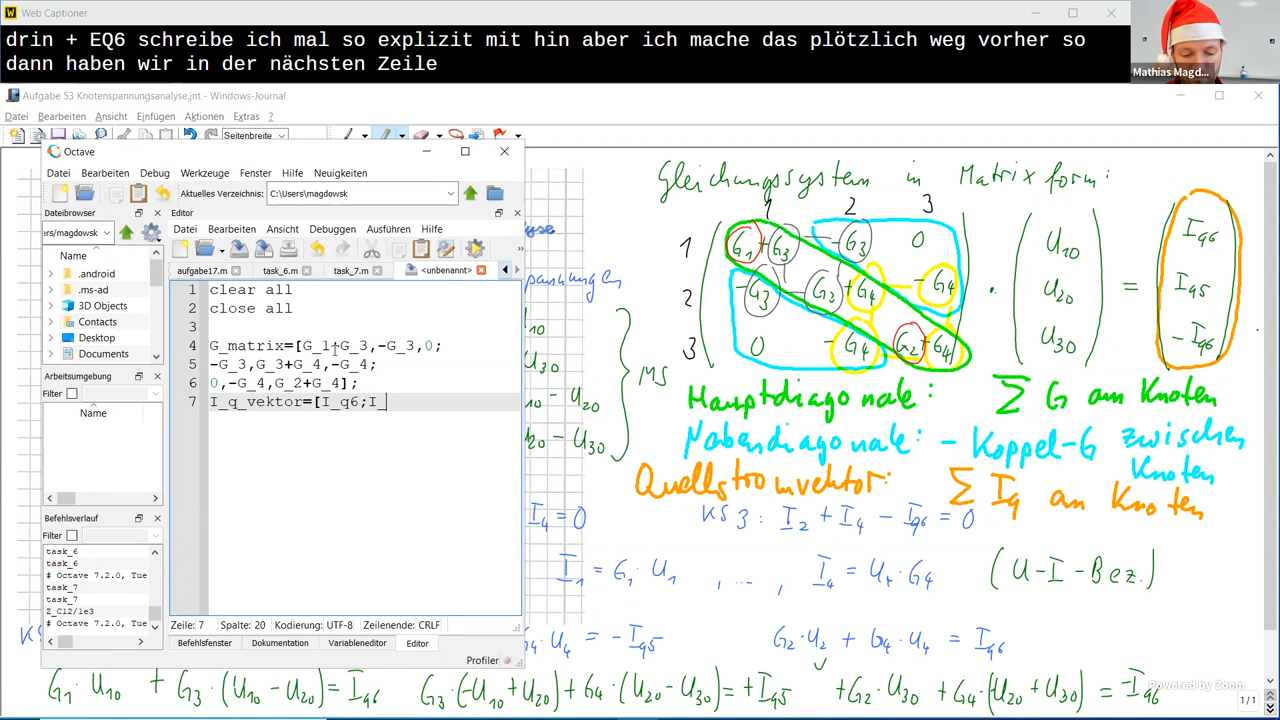 Web Captioner
drin + EQ6 schreibe ich mal so explizit mit hin aber ich mache das plötzlich weg vorher so
dann haben wir in der nächsten Zeile
Mathias Magd...
Aufgabe 53 Knotenspannungsanalyse.jnt - Windows-Journal
Datei Bearbeiten Ansicht Einfügen Aktionen Extras ?
Seitenbreite
Octave
Datei Bearbeiten Debug Werkzeuge Fenster Hilfe Neuigkeiten
Aktuelles Verzeichnis: C:\Users\magdowsk
Dateibrowser
ers/magdowsk
Name
.android
.ms-ad
3D Objects
Contacts
Desktop
Documents
Arbeitsumgebung
Filter
Name
Befehlsverlauf
Filter
task_6
task_6
# Octave 7.2.0, Tue
task_7
task_7
Z_C12/1e3
# Octave 7.2.0, Tue
Editor
Datei Bearbeiten Ansicht Debuggen Ausführen Hilfe
aufgabe17.m task_6.m task_7.m <unbenannt>
1 clear all
2 close all
3
4 G_matrix=[G_1+G_3,-G_3,0;
5 -G_3,G_3+G_4,-G_4;
6 0,-G_4,G_2+G_4];
7 I_q_vektor=[I_q6;I_
Zeile: 7 Spalte: 20 Kodierung: UTF-8 Zeilenende: CRLF
Befehlsfenster Dokumentation Variableneditor Editor
Profiler
Gleichungssystem in Matrixform:
1 2 3
1 G1+G3 -G3 0 U10 Iq6
2 -G3 G3+G4 -G4 · U20 = Iq5
3 0 -G4 G2+G4 U30 -Iq6
MS
Hauptdiagonale: Σ G am Knoten
Nebendiagonale: - Koppel-G zwischen
Knoten
Quellstromvektor: Σ Iq am Knoten
I4 = 0 KS3: I2 + I4 - Iq6 = 0
I1 = G1 · U1 , ..., I4 = U4 · G4 (U-I-Bez.)
G4 · U4 = -Iq5 G2·U2 + G4·U4 = Iq6
G1 · U10 + G3 · (U10 - U20) = Iq6 G3·(-U10 + U20) + G4·(U20 - U30) = +Iq5 +G2·U30 + G4·(-U20 + U30) = -Iq6
Powered by Zoom
1/1